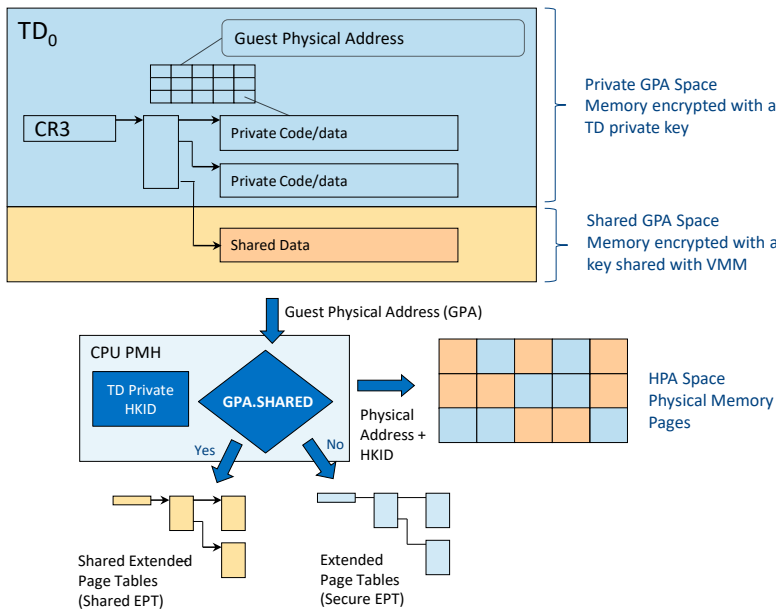 TD0
Guest Physical Address
CR3
Private Code/data
Private Code/data
Shared Data
Private GPA Space
Memory encrypted with a
TD private key
Shared GPA Space
Memory encrypted with a
key shared with VMM
Guest Physical Address (GPA)
CPU PMH
TD Private
HKID
GPA.SHARED
Physical
Address +
HKID
HPA Space
Physical Memory
Pages
Yes
No
Shared Extended
Page Tables
(Shared EPT)
Extended
Page Tables
(Secure EPT)